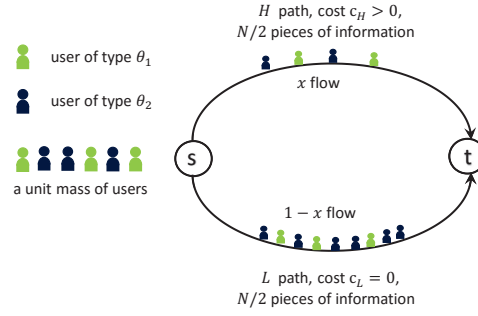 H path, cost c_H > 0,
N/2 pieces of information
user of type θ_1
x flow
user of type θ_2
s
t
a unit mass of users
1 − x flow
L path, cost c_L = 0,
N/2 pieces of information